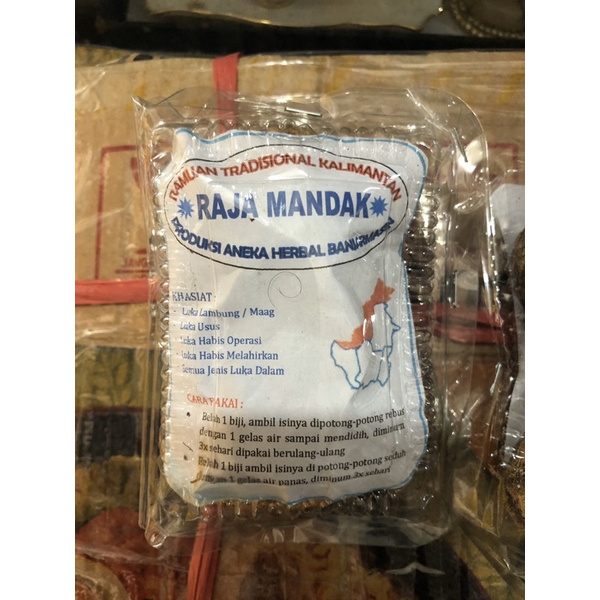 RAMUAN TRADISIONAL KALIMANTAN
RAJA MANDAK
PRODUKSI ANEKA HERBAL BANJARMASIN
KHASIAT :
- Luka Lambung / Maag
- Luka Usus
- Luka Habis Operasi
- Luka Habis Melahirkan
- Semua Jenis Luka Dalam
CARA PAKAI :
• Belah 1 biji, ambil isinya dipotong-potong rebus
dengan 1 gelas air sampai mendidih, diminum
3x sehari dipakai berulang-ulang
• Belah 1 biji ambil isinya di potong-potong seduh
dengan 1 gelas air panas, diminum 3x sehari